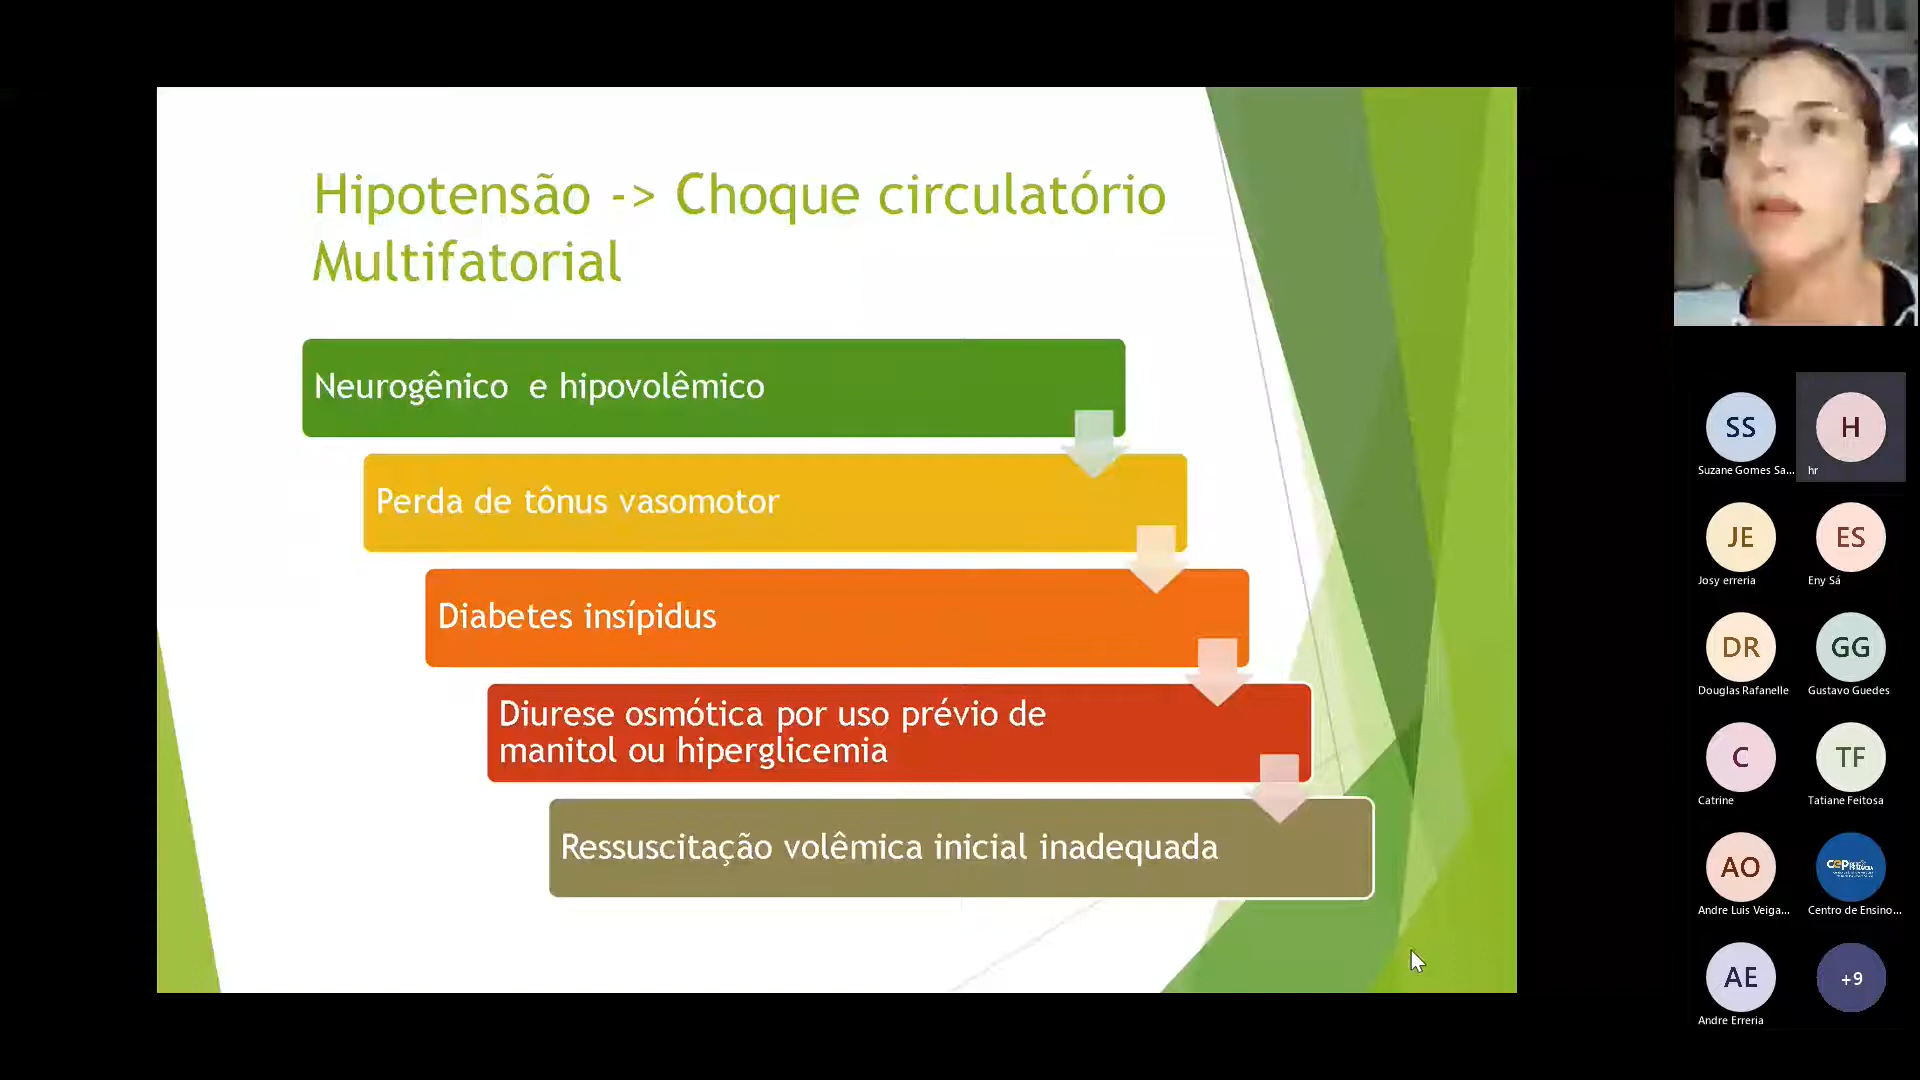 Hipotensão -> Choque circulatório
Multifatorial
Neurogênico e hipovolêmico
Perda de tônus vasomotor
Diabetes insípidus
Diurese osmótica por uso prévio de
manitol ou hiperglicemia
Ressuscitação volêmica inicial inadequada
SS
Suzane Gomes Sa...
H
hr
JE
Josy erreria
ES
Eny Sá
DR
Douglas Rafanelle
GG
Gustavo Guedes
C
Catrine
TF
Tatiane Feitosa
AO
Andre Luis Veiga...
cep
Centro de Ensino...
AE
Andre Erreria
+9